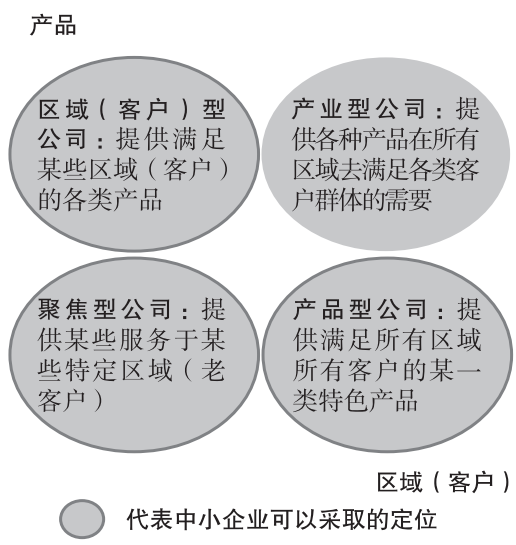 产品
区域（客户）型
公司：提供满足
某些区域（客户）
的各类产品
产业型公司：提
供各种产品在所有
区域去满足各类客
户群体的需要
聚焦型公司：提
供某些服务于某
些特定区域（老
客户）
产品型公司：提
供满足所有区域
所有客户的某一
类特色产品
区域（客户）
代表中小企业可以采取的定位